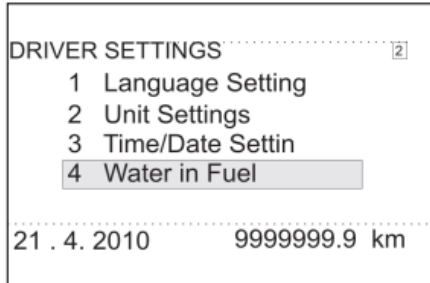 DRIVER SETTINGS 2
1 Language Setting
2 Unit Settings
3 Time/Date Settin
4 Water in Fuel
21 . 4. 2010 9999999.9 km